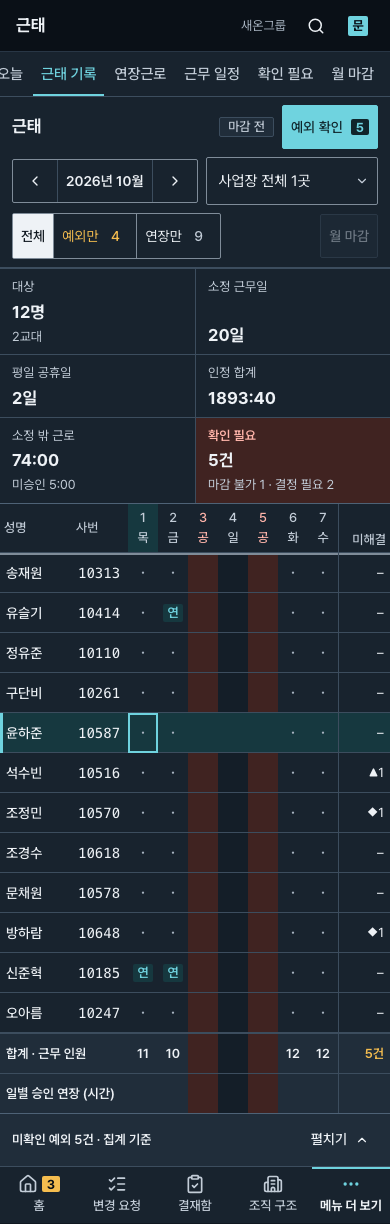 근태 새온그룹 문
오늘 근태 기록 연장근로 근무 일정 확인 필요 월 마감
근태 마감 전 예외 확인 5
2026년 10월 사업장 전체 1곳
전체 예외만 4 연장만 9 월 마감
대상 소정 근무일
12명
2교대 20일
평일 공휴일 인정 합계
2일 1893:40
소정 밖 근로 확인 필요
74:00 5건
미승인 5:00 마감 불가 1 · 결정 필요 2
성명 사번 1 목 2 금 3 공 4 일 5 공 6 화 7 수 미해결
송재원 10313 · · · · –
유슬기 10414 · 연 · · –
정유준 10110 · · · · –
구단비 10261 · · · · –
윤하준 10587 · · · · –
석수빈 10516 · · · · ▲1
조정민 10570 · · · · ◆1
조경수 10618 · · · · –
문채원 10578 · · · · –
방하람 10648 · · · · ◆1
신준혁 10185 연 연 · · –
오아름 10247 · · · · –
합계 · 근무 인원 11 10 12 12 5건
일별 승인 연장 (시간)
미확인 예외 5건 · 집계 기준 펼치기
3
홈 변경 요청 결재함 조직 구조 메뉴 더 보기